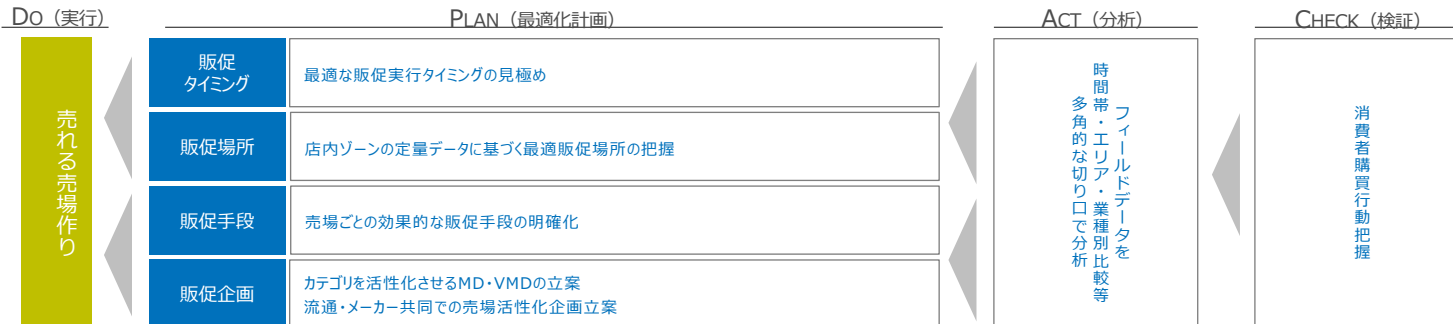 DO（実行）
PLAN（最適化計画）
ACT（分析）
CHECK（検証）
売れる売場作り
販促
タイミング
最適な販促実行タイミングの見極め
販促場所
店内ゾーンの定量データに基づく最適販促場所の把握
販促手段
売場ごとの効果的な販促手段の明確化
販促企画
カテゴリを活性化させるMD・VMDの立案
流通・メーカー共同での売場活性化企画立案
フィールドデータを
時間帯・エリア・業種別比較等
多角的な切り口で分析
消費者購買行動把握